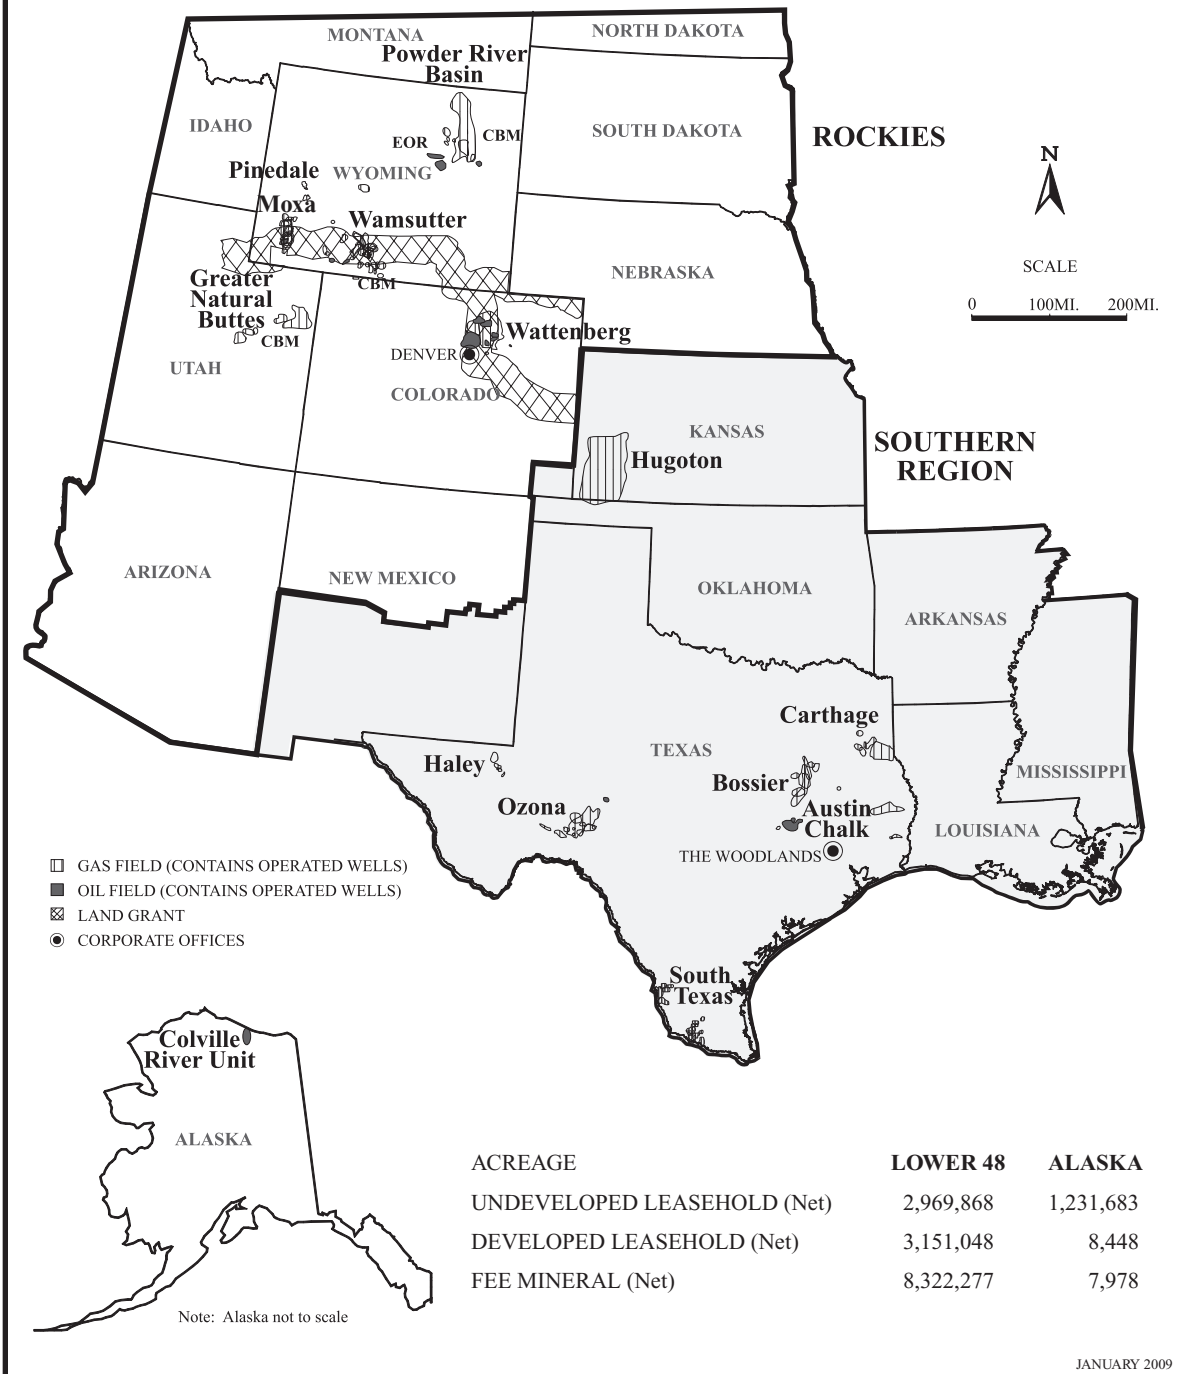 MONTANA
NORTH DAKOTA
Powder River
Basin
IDAHO
EOR
CBM
SOUTH DAKOTA
ROCKIES
N
Pinedale
WYOMING
Moxa
Wamsutter
SCALE
0 100MI. 200MI.
NEBRASKA
CBM
Greater
Natural
Buttes
CBM
Wattenberg
DENVER
UTAH
COLORADO
KANSAS
SOUTHERN
REGION
Hugoton
ARIZONA
NEW MEXICO
OKLAHOMA
ARKANSAS
Carthage
TEXAS
Haley
Bossier
MISSISSIPPI
Ozona
Austin
Chalk
LOUISIANA
THE WOODLANDS
GAS FIELD (CONTAINS OPERATED WELLS)
OIL FIELD (CONTAINS OPERATED WELLS)
LAND GRANT
CORPORATE OFFICES
South
Texas
Colville
River Unit
ALASKA
Note: Alaska not to scale
ACREAGE LOWER 48 ALASKA
UNDEVELOPED LEASEHOLD (Net) 2,969,868 1,231,683
DEVELOPED LEASEHOLD (Net) 3,151,048 8,448
FEE MINERAL (Net) 8,322,277 7,978
JANUARY 2009